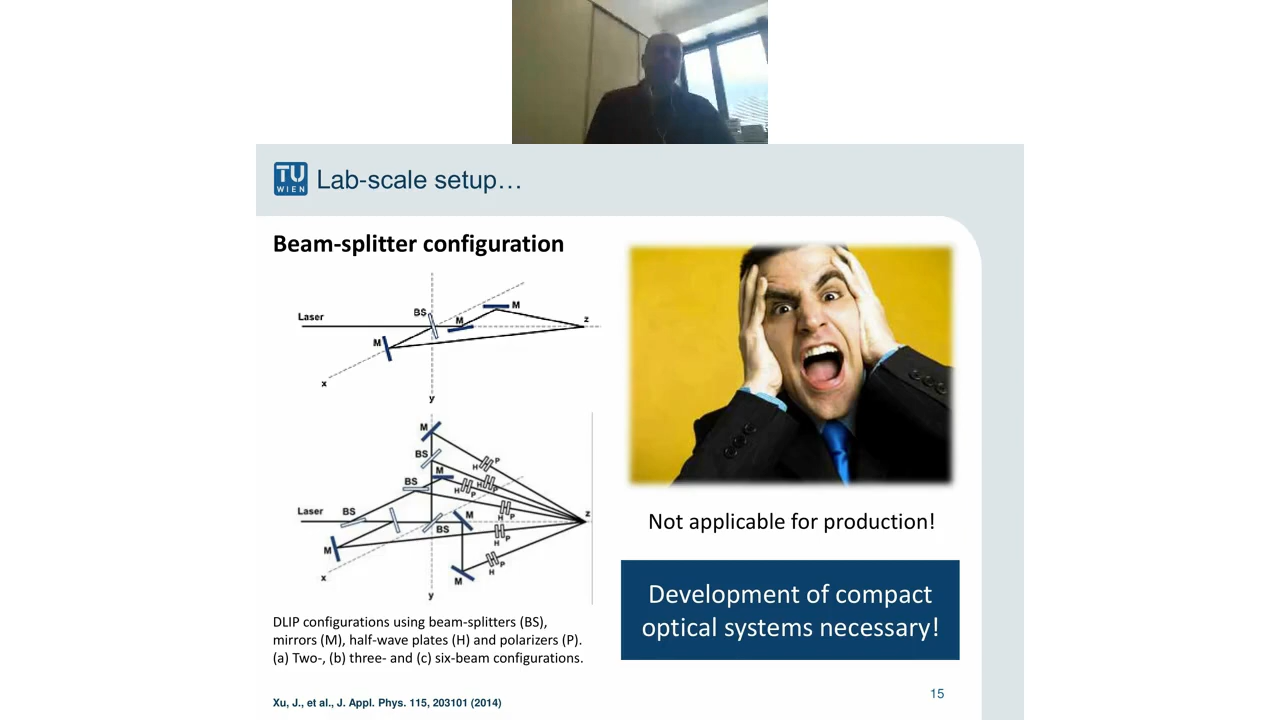 TU
WIEN
Lab-scale setup…
Beam-splitter configuration
Laser
BS
M
M
M
z
x
y
M
BS
M
BS
H
P
H
P
H
P
Laser
BS
BS
M
H
P
z
M
H
P
x
M
H
P
y
DLIP configurations using beam-splitters (BS),
mirrors (M), half-wave plates (H) and polarizers (P).
(a) Two-, (b) three- and (c) six-beam configurations.
Xu, J., et al., J. Appl. Phys. 115, 203101 (2014)
Not applicable for production!
Development of compact
optical systems necessary!
15